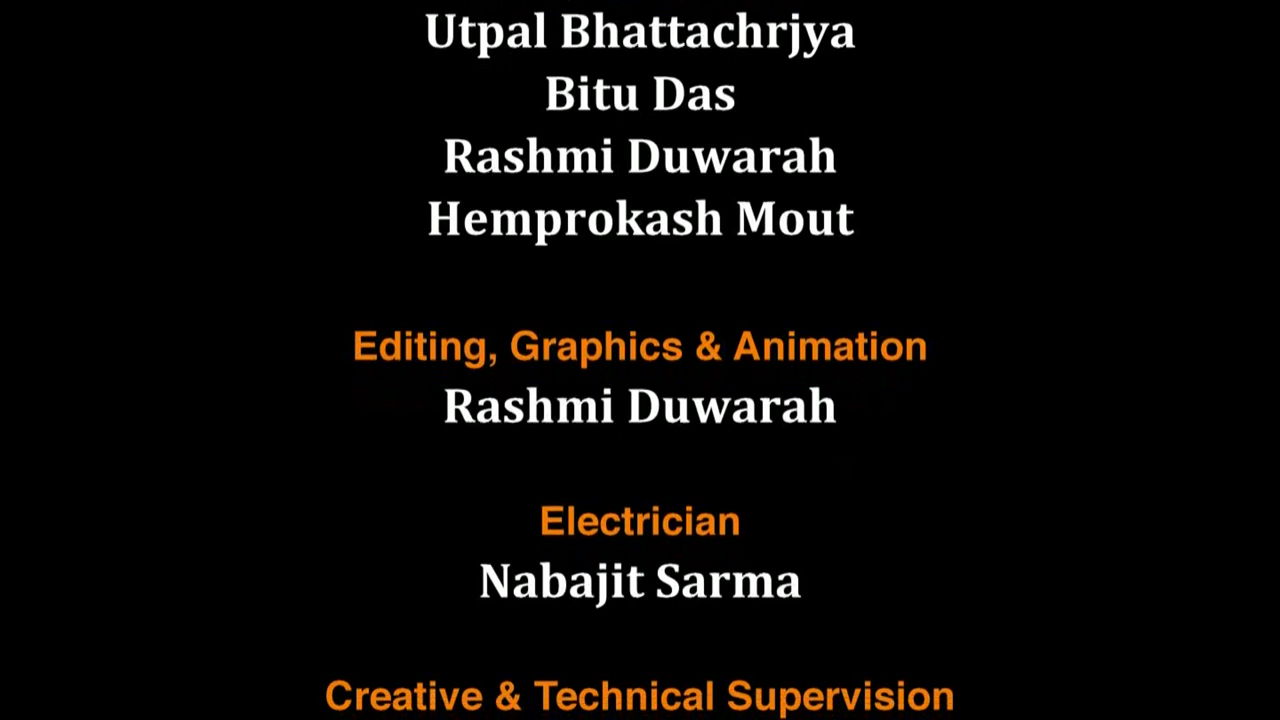 Utpal Bhattachrjya
Bitu Das
Rashmi Duwarah
Hemprokash Mout
Editing, Graphics & Animation
Rashmi Duwarah
Electrician
Nabajit Sarma
Creative & Technical Supervision